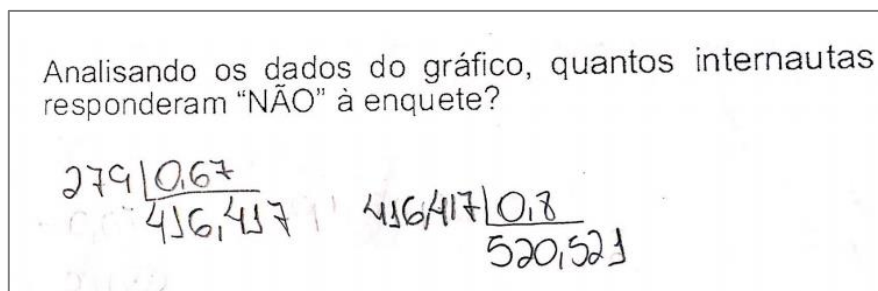 Analisando os dados do gráfico, quantos internautas
responderam “NÃO” à enquete?
279 0,67
416,417
416,417 0,8
520,521